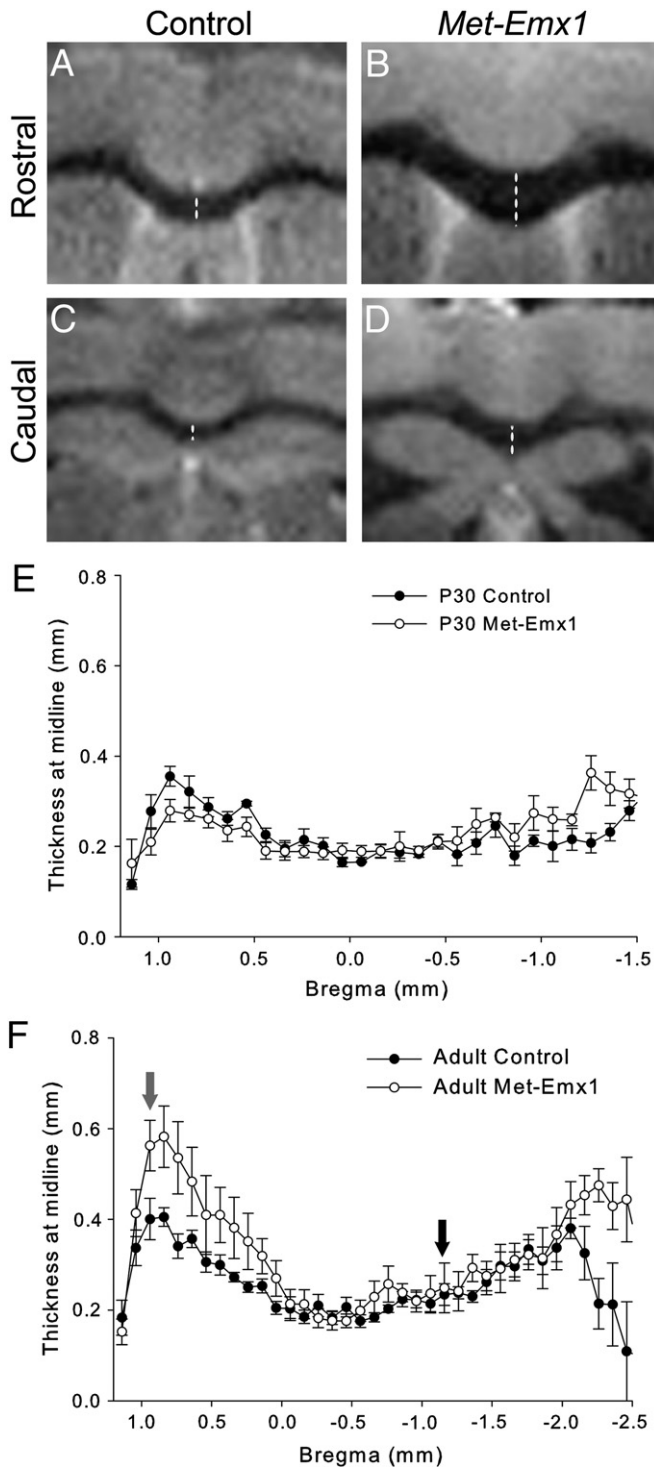 Control Met-Emx1
Rostral
A
B
Caudal
C
D
E
Thickness at midline (mm)
0.8
0.6
0.4
0.2
0.0
P30 Control
P30 Met-Emx1
1.0 0.5 0.0 -0.5 -1.0 -1.5
Bregma (mm)
F
Thickness at midline (mm)
0.8
0.6
0.4
0.2
0.0
Adult Control
Adult Met-Emx1
1.0 0.5 0.0 -0.5 -1.0 -1.5 -2.0 -2.5
Bregma (mm)